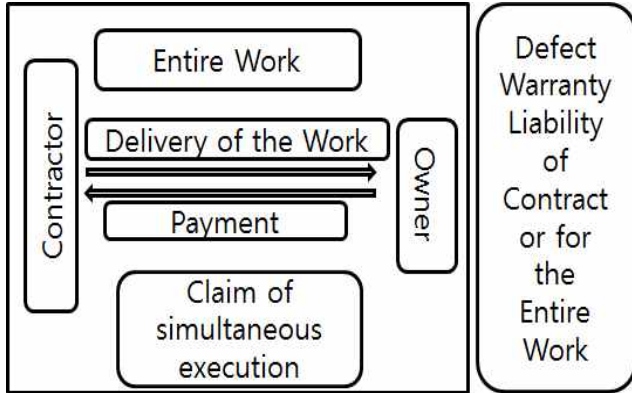 Entire Work
Contractor
Delivery of the Work
Owner
Payment
Claim of
simultaneous
execution
Defect
Warranty
Liability
of
Contract
or for
the
Entire
Work